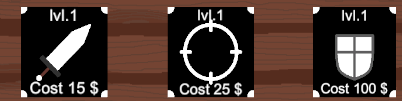 lvl.1
Cost 15 $
lvl.1
Cost 25 $
lvl.1
Cost 100 $